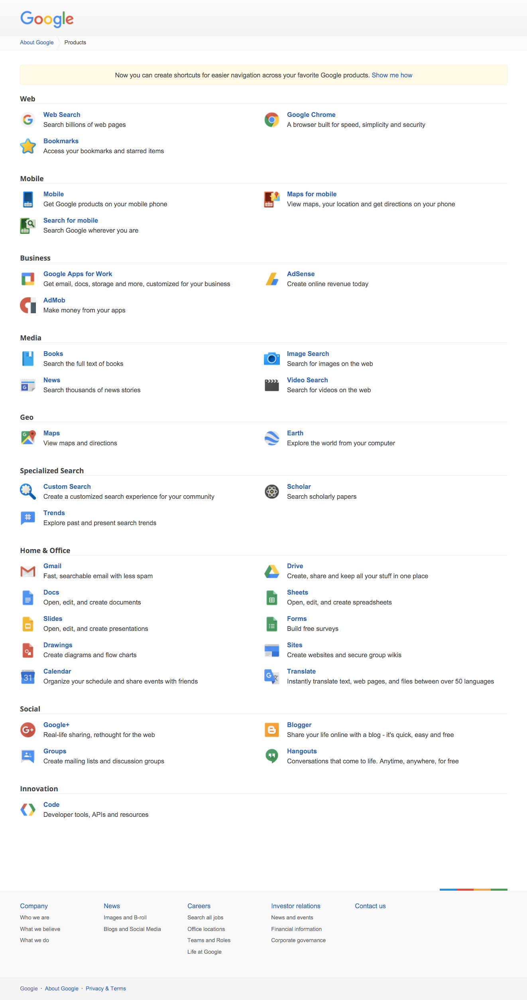 Google
About Google Products
Now you can create shortcuts for easier navigation across your favorite Google products. Show me how
Web
Web Search
Search billions of web pages
Google Chrome
A browser built for speed, simplicity and security
Bookmarks
Access your bookmarks and starred items
Mobile
Mobile
Get Google products on your mobile phone
Maps for mobile
View maps, your location and get directions on your phone
Search for mobile
Search Google wherever you are
Business
Google Apps for Work
Get email, docs, storage and more, customized for your business
AdSense
Create online revenue today
AdMob
Make money from your apps
Media
Books
Search the full text of books
Image Search
Search for images on the web
News
Search thousands of news stories
Video Search
Search for videos on the web
Geo
Maps
View maps and directions
Earth
Explore the world from your computer
Specialized Search
Custom Search
Create a customized search experience for your community
Scholar
Search scholarly papers
Trends
Explore past and present search trends
Home & Office
Gmail
Fast, searchable email with less spam
Drive
Create, share and keep all your stuff in one place
Docs
Open, edit, and create documents
Sheets
Open, edit, and create spreadsheets
Slides
Open, edit, and create presentations
Forms
Build free surveys
Drawings
Create diagrams and flow charts
Sites
Create websites and secure group wikis
31
Calendar
Organize your schedule and share events with friends
Translate
Instantly translate text, web pages, and files between over 50 languages
Social
G+
Google+
Real-life sharing, rethought for the web
Blogger
Share your life online with a blog - it's quick, easy and free
Groups
Create mailing lists and discussion groups
Hangouts
Conversations that come to life. Anytime, anywhere, for free
Innovation
Code
Developer tools, APIs and resources
Company
Who we are
What we believe
What we do
News
Images and B-roll
Blogs and Social Media
Careers
Search all jobs
Office locations
Teams and Roles
Life at Google
Investor relations
News and events
Financial information
Corporate governance
Contact us
Google · About Google · Privacy & Terms